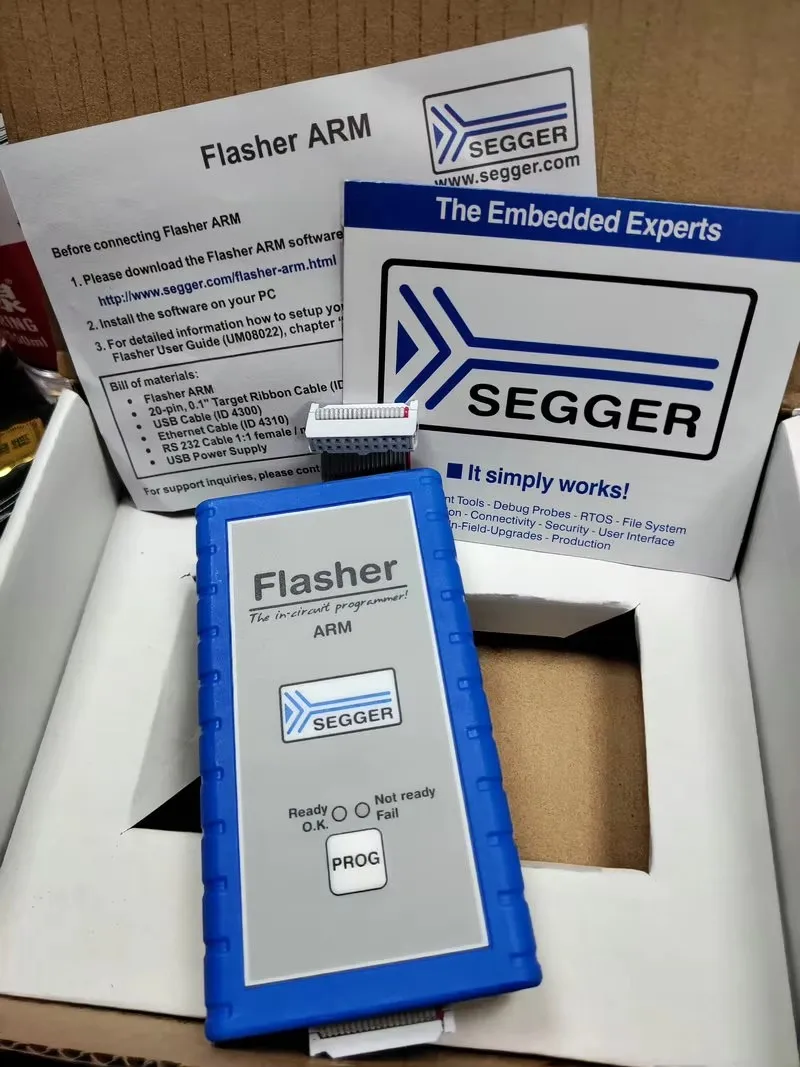 Flasher ARM
SEGGER
www.segger.com
Before connecting Flasher ARM
1. Please download the Flasher ARM software
http://www.segger.com/flasher-arm.html
2. Install the software on your PC
3. For detailed information how to setup
Flasher User Guide (UM08022), chapter
Bill of materials:
• Flasher ARM
• 20-pin, 0.1" Target Ribbon Cable
• USB Cable (ID 4300)
• Ethernet Cable (ID 4310)
• RS 232 Cable 1:1 female /
• USB Power Supply
For support inquiries, please
The Embedded Experts
SEGGER
■ It simply works!
Tools - Debug Probes - RTOS - File System
- Connectivity - Security - User Interface
In-Field-Upgrades - Production
Flasher
The in-circuit programmer!
ARM
SEGGER
Ready
O.K.
Not ready
Fail
PROG